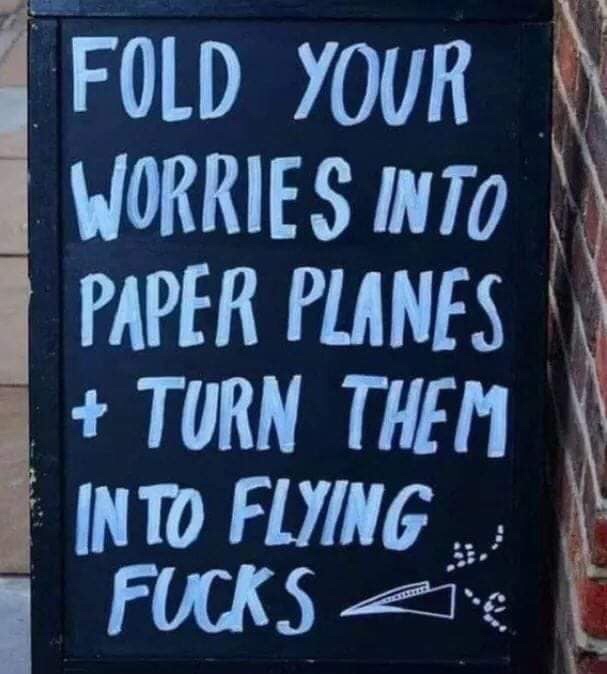 FOLD YOUR
WORRIES INTO
PAPER PLANES
+ TURN THEM
INTO FLYING
FUCKS